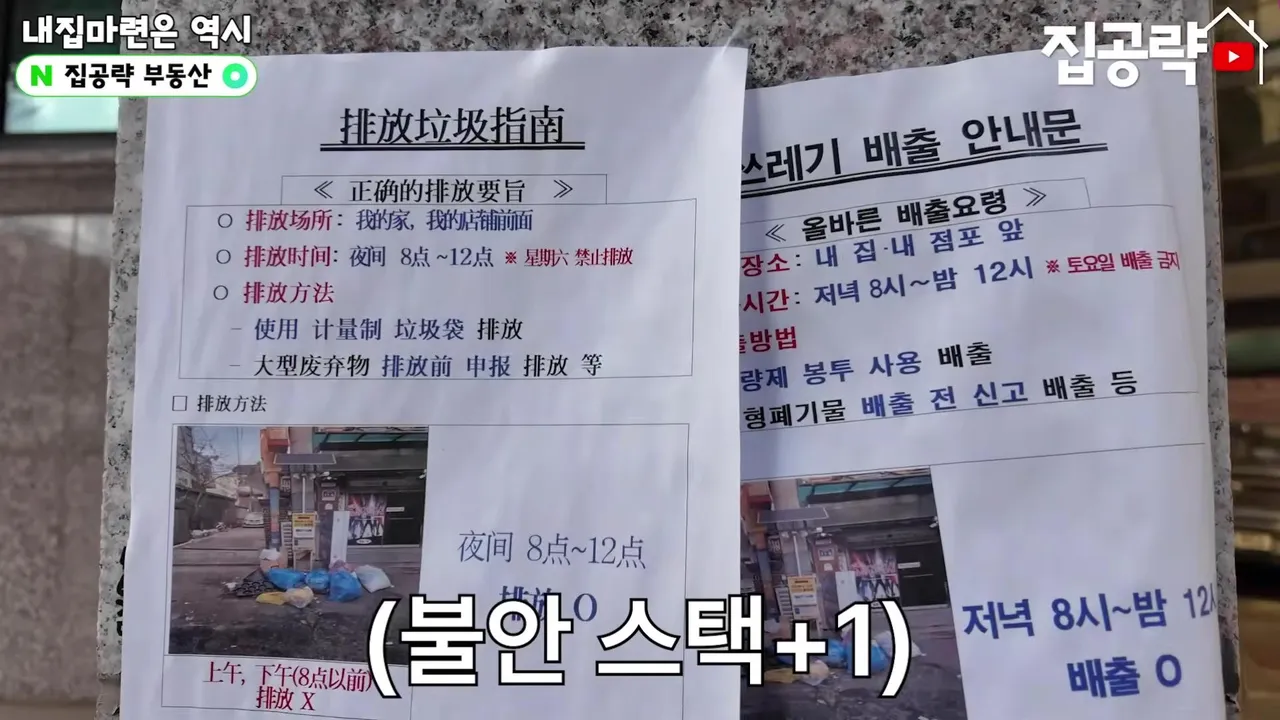 내집마련은 역시
N 집공략 부동산
집공략
排放垃圾指南
≪ 正确的排放要旨 ≫
○ 排放场所: 我的家, 我的店铺前面
○ 排放时间: 夜间 8点~12点 ※ 星期六 禁止排放
○ 排放方法
- 使用 计量制 垃圾袋 排放
- 大型废弃物 排放前 申报 排放 等
□ 排放方法
夜间 8点~12点
排放 O
上午, 下午(8点以前)
排放 X
쓰레기 배출 안내문
≪ 올바른 배출요령 ≫
장소: 내 집·내 점포 앞
시간: 저녁 8시~밤 12시 ※ 토요일 배출 금지
방법
량제 봉투 사용 배출
형폐기물 배출 전 신고 배출 등
저녁 8시~밤 12
배출 O
(불안 스택+1)